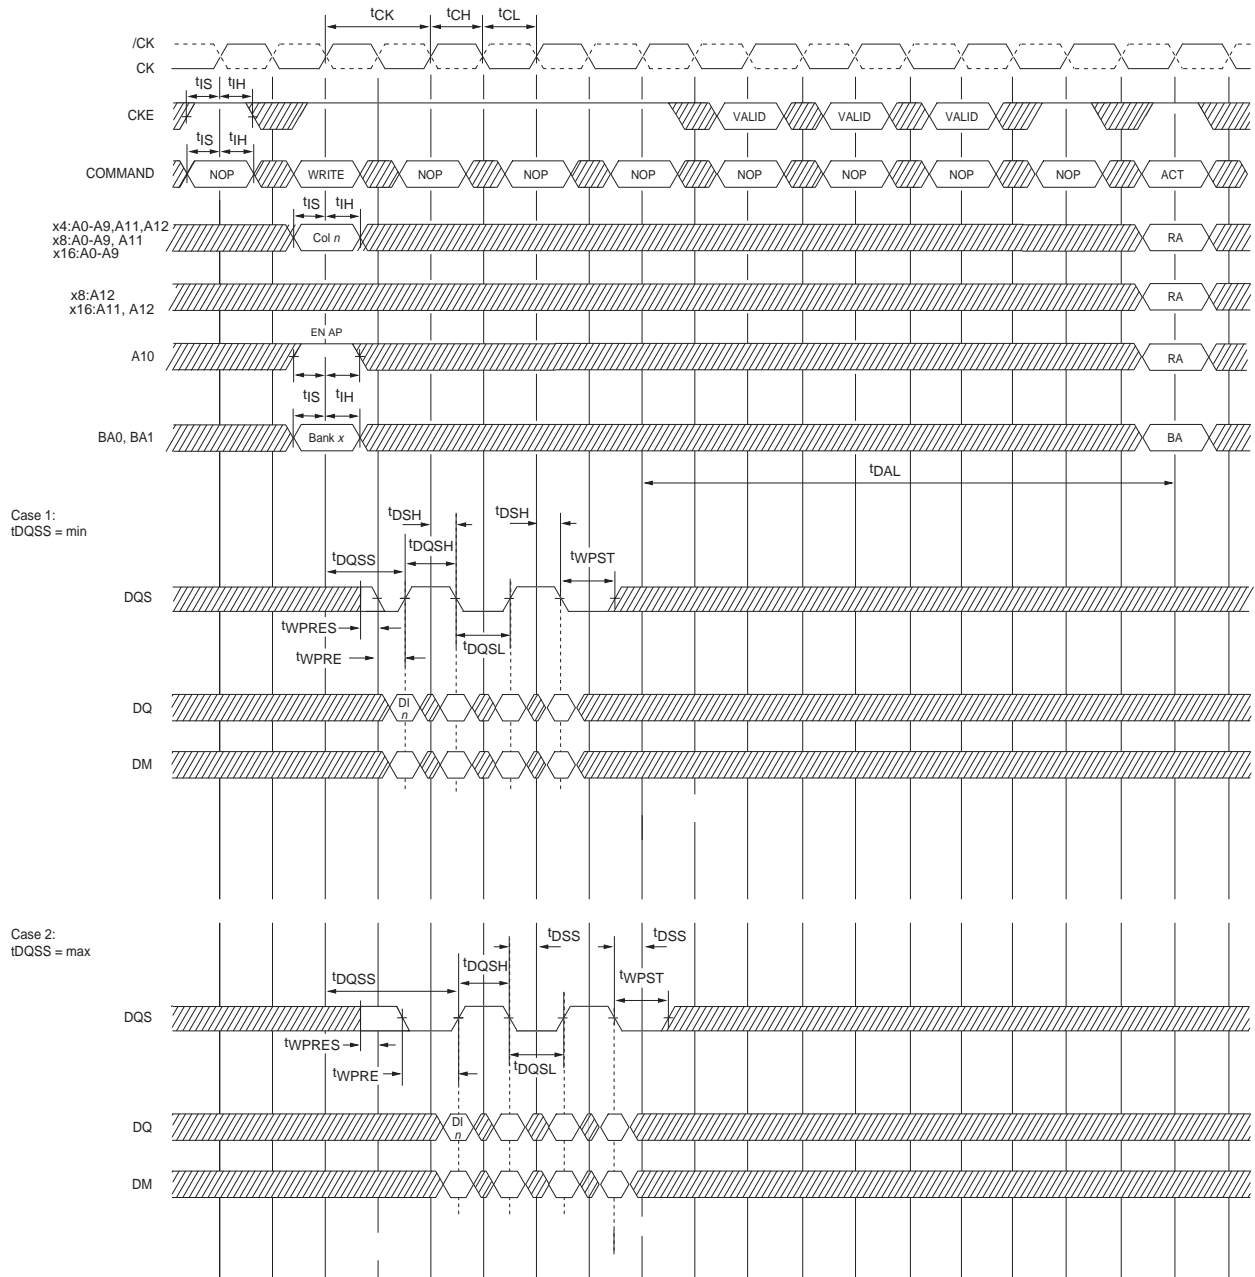 tCK tCH tCL
/CK
CK
tIS tIH
CKE VALID VALID VALID
tIS tIH
COMMAND NOP WRITE NOP NOP NOP NOP NOP NOP NOP ACT
tIS tIH
x4:A0-A9,A11,A12
x8:A0-A9, A11
x16:A0-A9
Col n RA
x8:A12
x16:A11, A12
RA
EN AP
A10 RA
tIS tIH
BA0, BA1 Bank x BA
tDAL
Case 1:
tDQSS = min
tDSH tDSH
tDQSH
tDQSS tWPST
DQS
tWPRES
tDQSL
tWPRE
DQ DI
n
DM
Case 2:
tDQSS = max
tDSS tDSS
tDQSH
tDQSS tWPST
DQS
tWPRES
tDQSL
tWPRE
DQ DI
n
DM